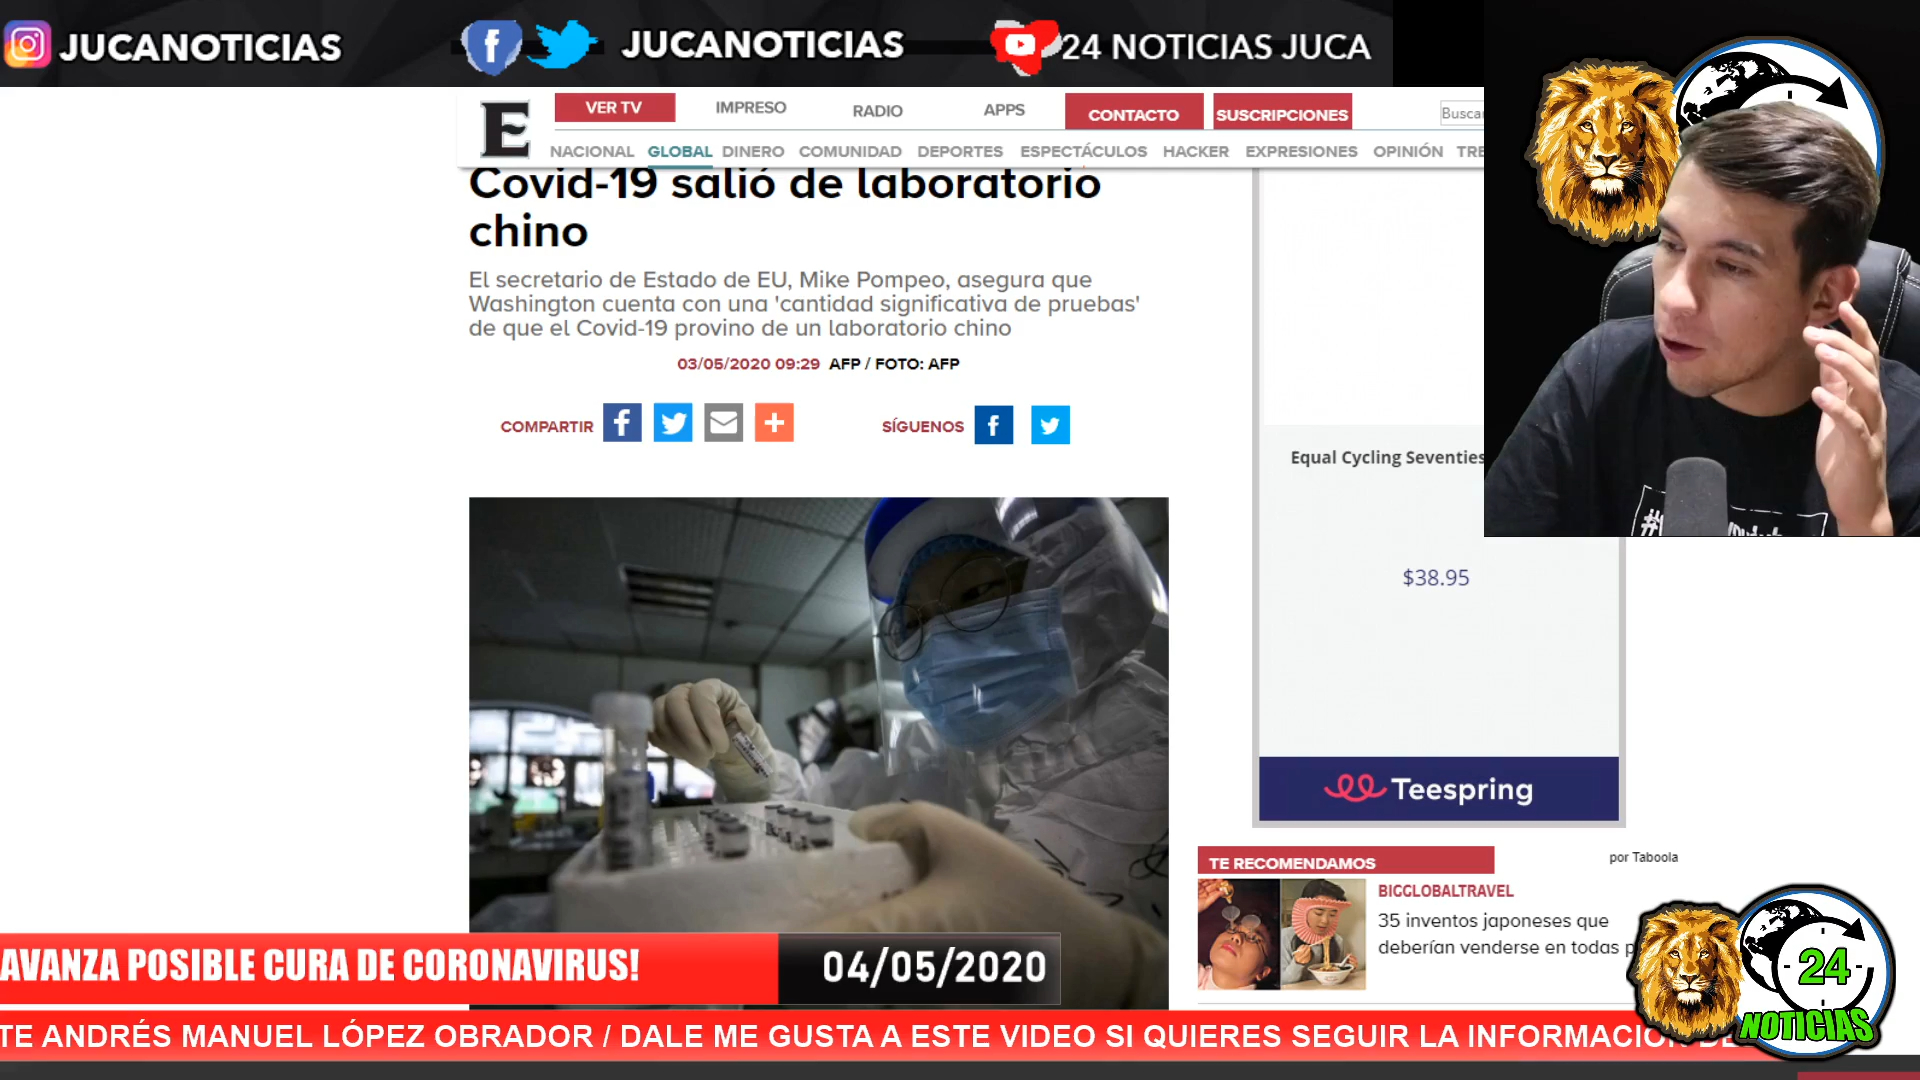 JUCANOTICIAS
JUCANOTICIAS
24 NOTICIAS JUCA
E
VER TV
IMPRESO
RADIO
APPS
CONTACTO
SUSCRIPCIONES
NACIONAL GLOBAL DINERO COMUNIDAD DEPORTES ESPECTÁCULOS HACKER EXPRESIONES OPINIÓN
Covid-19 salió de laboratorio
chino
El secretario de Estado de EU, Mike Pompeo, asegura que
Washington cuenta con una 'cantidad significativa de pruebas'
de que el Covid-19 provino de un laboratorio chino
03/05/2020 09:29 AFP / FOTO: AFP
COMPARTIR
SÍGUENOS
Equal Cycling Seventies
$38.95
Teespring
TE RECOMENDAMOS
por Taboola
BIGGLOBALTRAVEL
35 inventos japoneses que
deberían venderse en todas
AVANZA POSIBLE CURA DE CORONAVIRUS!
04/05/2020
24
NOTICIAS
TE ANDRÉS MANUEL LÓPEZ OBRADOR / DALE ME GUSTA A ESTE VIDEO SI QUIERES SEGUIR LA